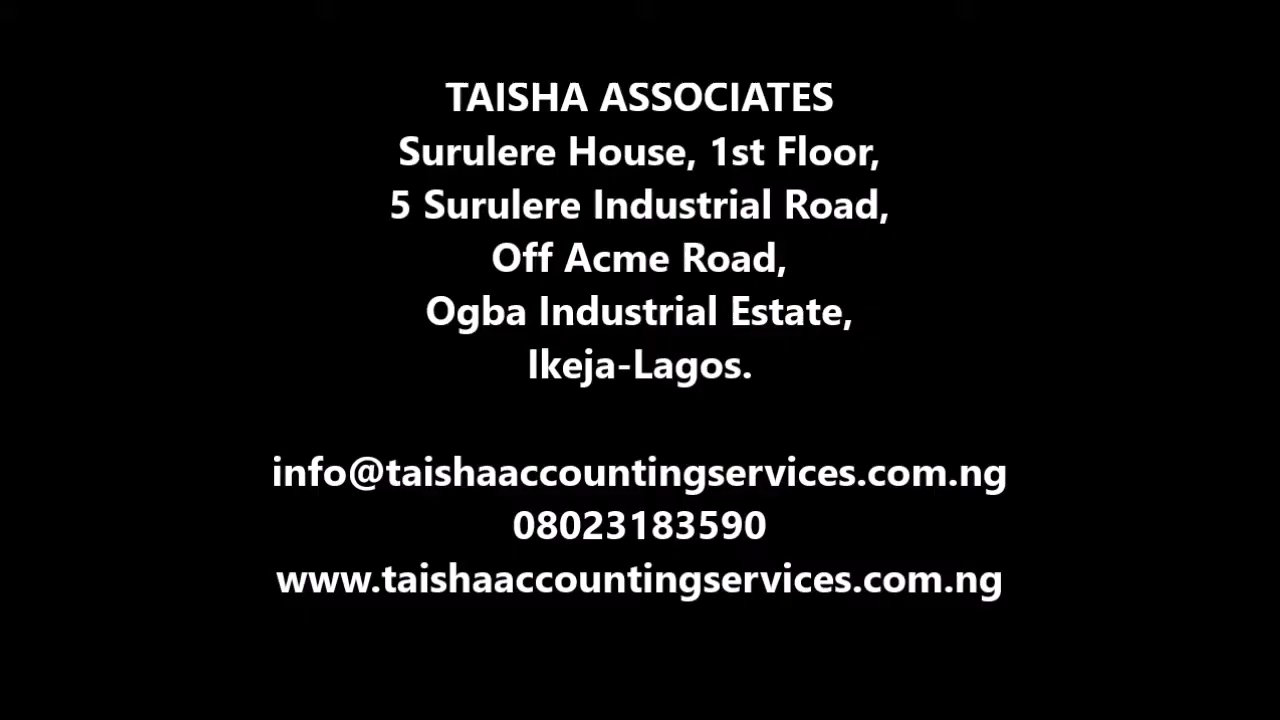 TAISHA ASSOCIATES
Surulere House, 1st Floor,
5 Surulere Industrial Road,
Off Acme Road,
Ogba Industrial Estate,
Ikeja-Lagos.
info@taishaaccountingservices.com.ng
08023183590
www.taishaaccountingservices.com.ng